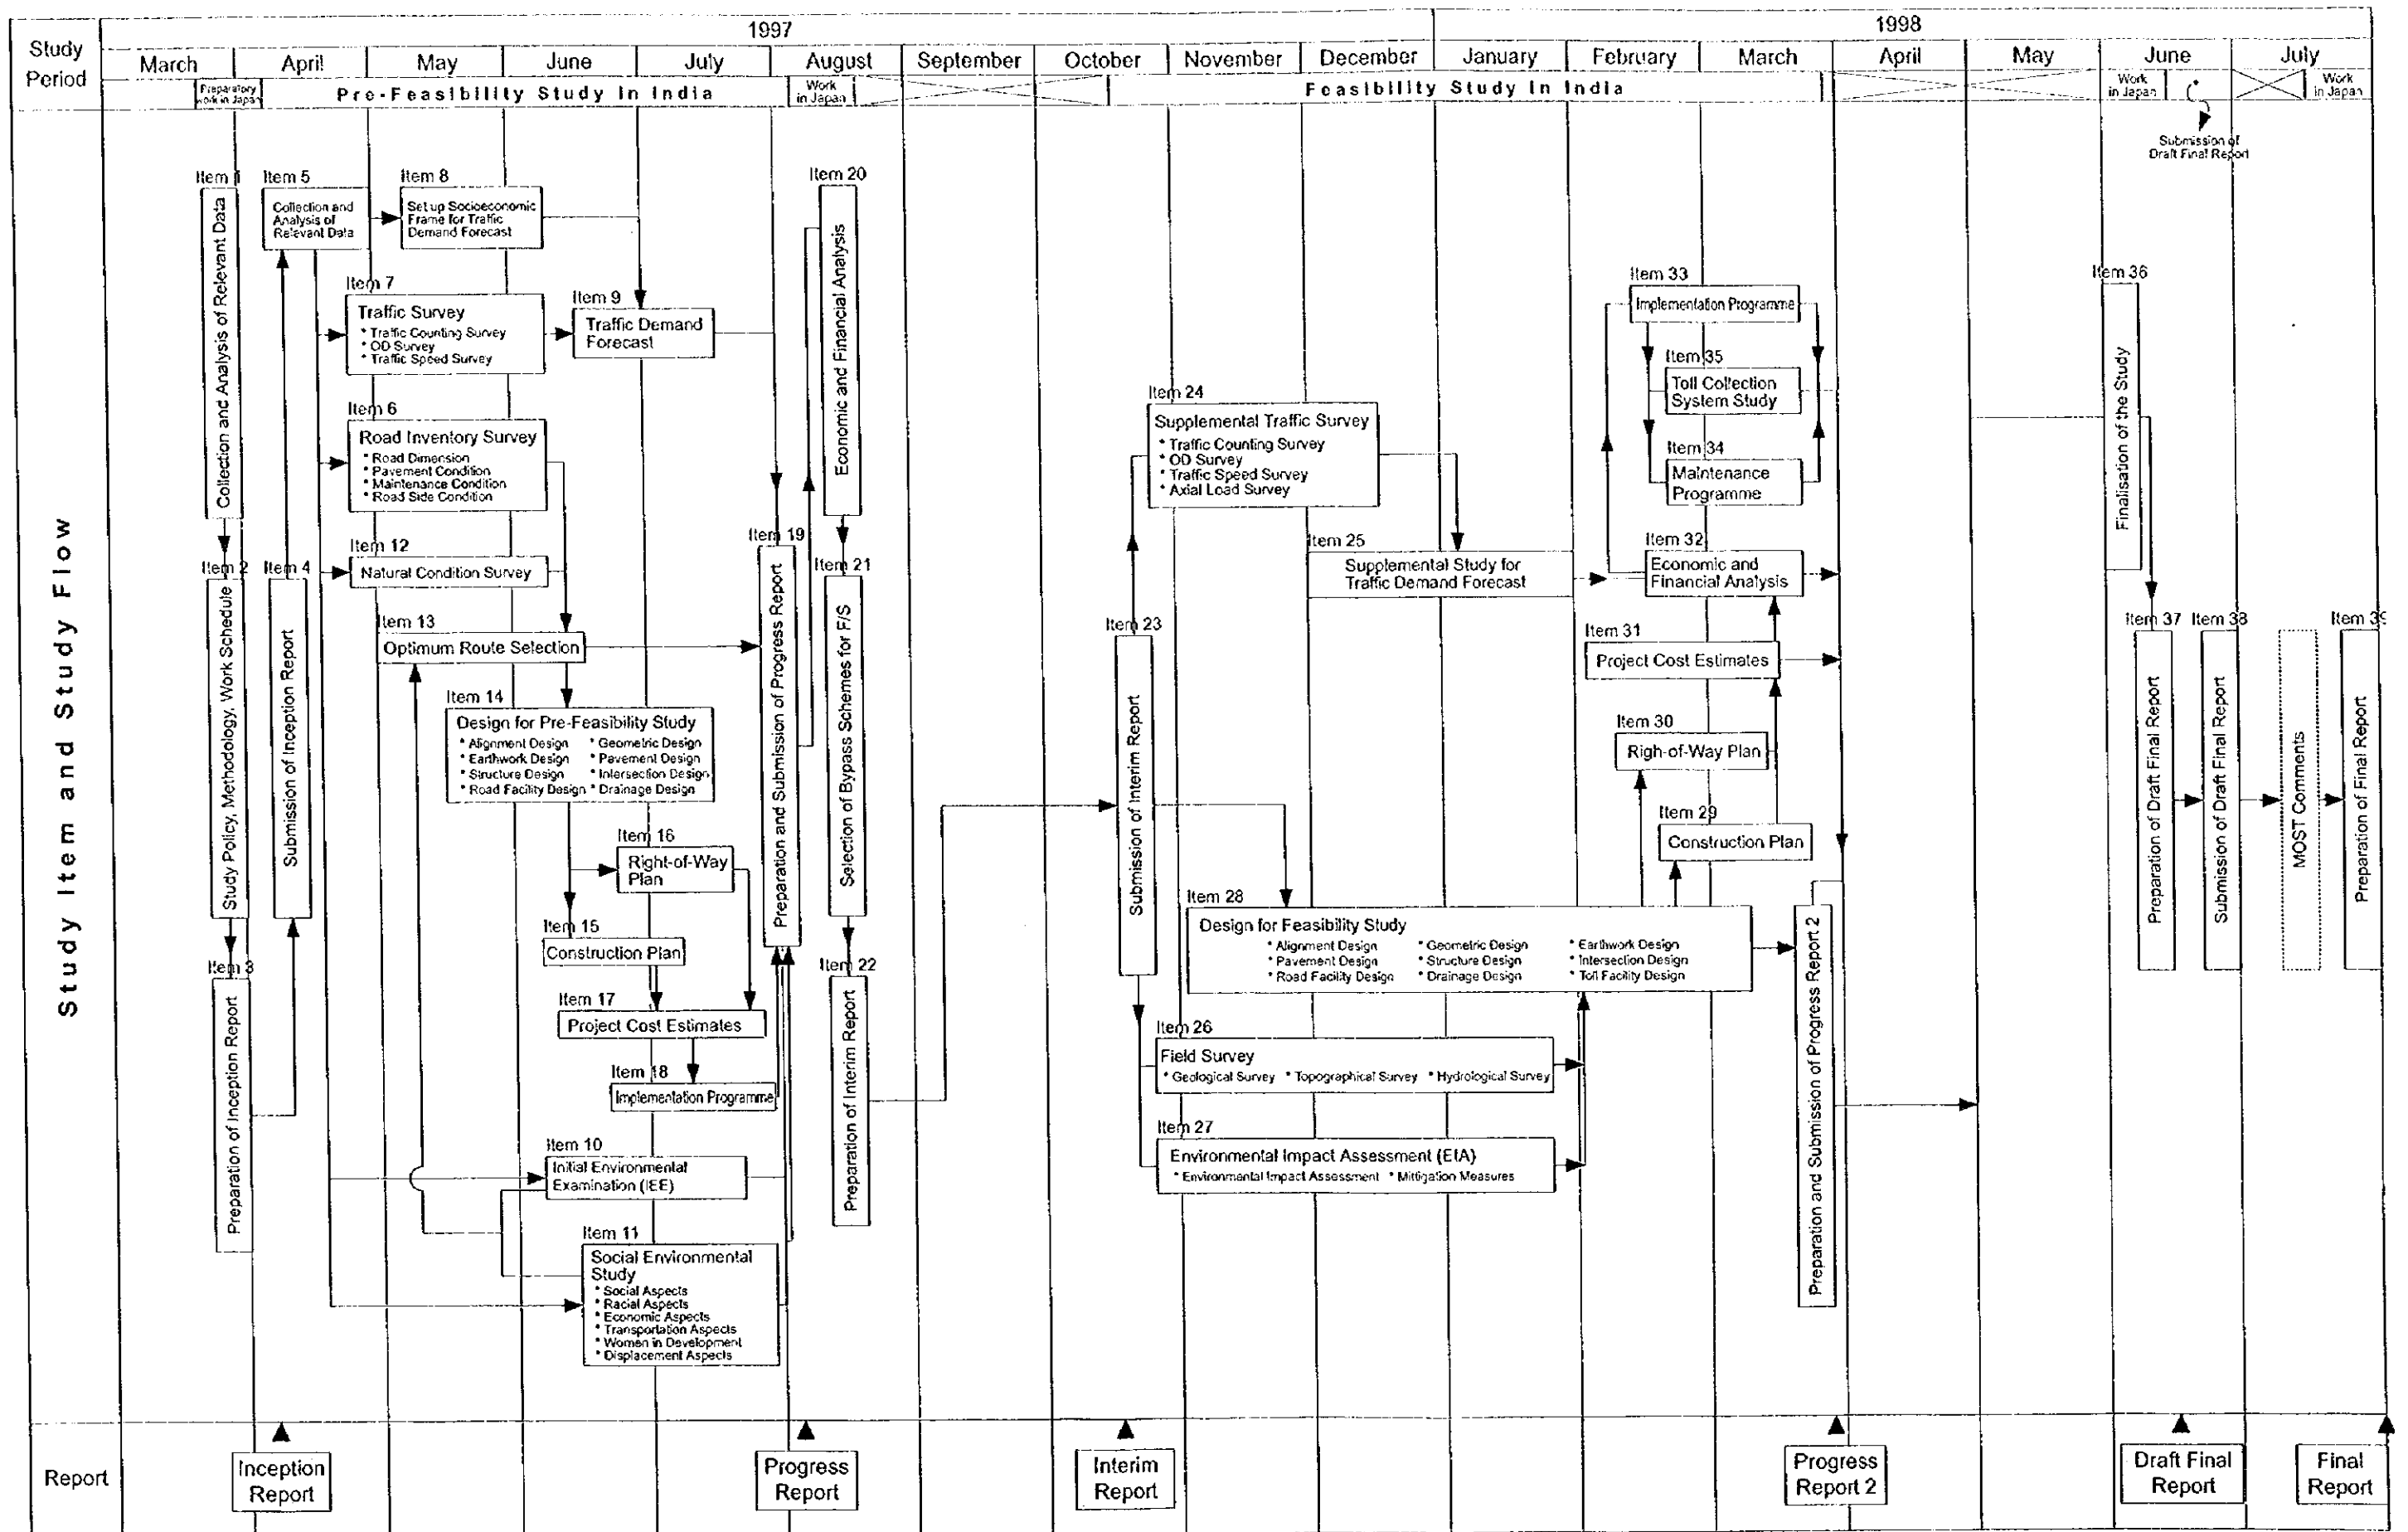 Study
Period
1997
1998
March
April
May
June
July
August
September
October
November
December
January
February
March
April
May
June
July
Preparatory
work in Japan
Pre-Feasibility Study In India
Work
in Japan
Feasibility Study In India
Work
in Japan
Work
in Japan
Submission of
Draft Final Report
Study Item and Study Flow
Item 1
Collection and Analysis of Relevant Data
Item 2
Study Policy, Methodology, Work Schedule
Item 3
Preparation of Inception Report
Item 4
Submission of Inception Report
Item 5
Collection and
Analysis of
Relevant Data
Item 8
Set up Socioeconomic
Frame for Traffic
Demand Forecast
Item 7
Traffic Survey
* Traffic Counting Survey
* OD Survey
* Traffic Speed Survey
Item 9
Traffic Demand
Forecast
Item 6
Road Inventory Survey
* Road Dimension
* Pavement Condition
* Maintenance Condition
* Road Side Condition
Item 12
Natural Condition Survey
Item 13
Optimum Route Selection
Item 14
Design for Pre-Feasibility Study
* Alignment Design * Geometric Design
* Earthwork Design * Pavement Design
* Structure Design * Intersection Design
* Road Facility Design * Drainage Design
Item 16
Right-of-Way
Plan
Item 15
Construction Plan
Item 17
Project Cost Estimates
Item 18
Implementation Programme
Item 10
Initial Environmental
Examination (IEE)
Item 11
Social Environmental
Study
* Social Aspects
* Racial Aspects
* Economic Aspects
* Transportation Aspects
* Women in Development
* Displacement Aspects
Item 19
Preparation and Submission of Progress Report
Item 20
Economic and Financial Analysis
Item 21
Selection of Bypass Schemes for F/S
Item 22
Preparation of Interim Report
Item 23
Submission of Interim Report
Item 24
Supplemental Traffic Survey
* Traffic Counting Survey
* OD Survey
* Traffic Speed Survey
* Axial Load Survey
Item 25
Supplemental Study for
Traffic Demand Forecast
Item 28
Design for Feasibility Study
* Alignment Design * Geometric Design * Earthwork Design
* Pavement Design * Structure Design * Intersection Design
* Road Facility Design * Drainage Design * Toll Facility Design
Item 26
Field Survey
* Geological Survey * Topographical Survey * Hydrological Survey
Item 27
Environmental Impact Assessment (EIA)
* Environmental Impact Assessment * Mitigation Measures
Item 33
Implementation Programme
Item 35
Toll Collection
System Study
Item 34
Maintenance
Programme
Item 32
Economic and
Financial Analysis
Item 31
Project Cost Estimates
Item 30
Righ-of-Way Plan
Item 29
Construction Plan
Preparation and Submission of Progress Report 2
Item 36
Finalisation of the Study
Item 37
Preparation of Draft Final Report
Item 38
Submission of Draft Final Report
MOST Comments
Item 39
Preparation of Final Report
Report
Inception
Report
Progress
Report
Interim
Report
Progress
Report 2
Draft Final
Report
Final
Report